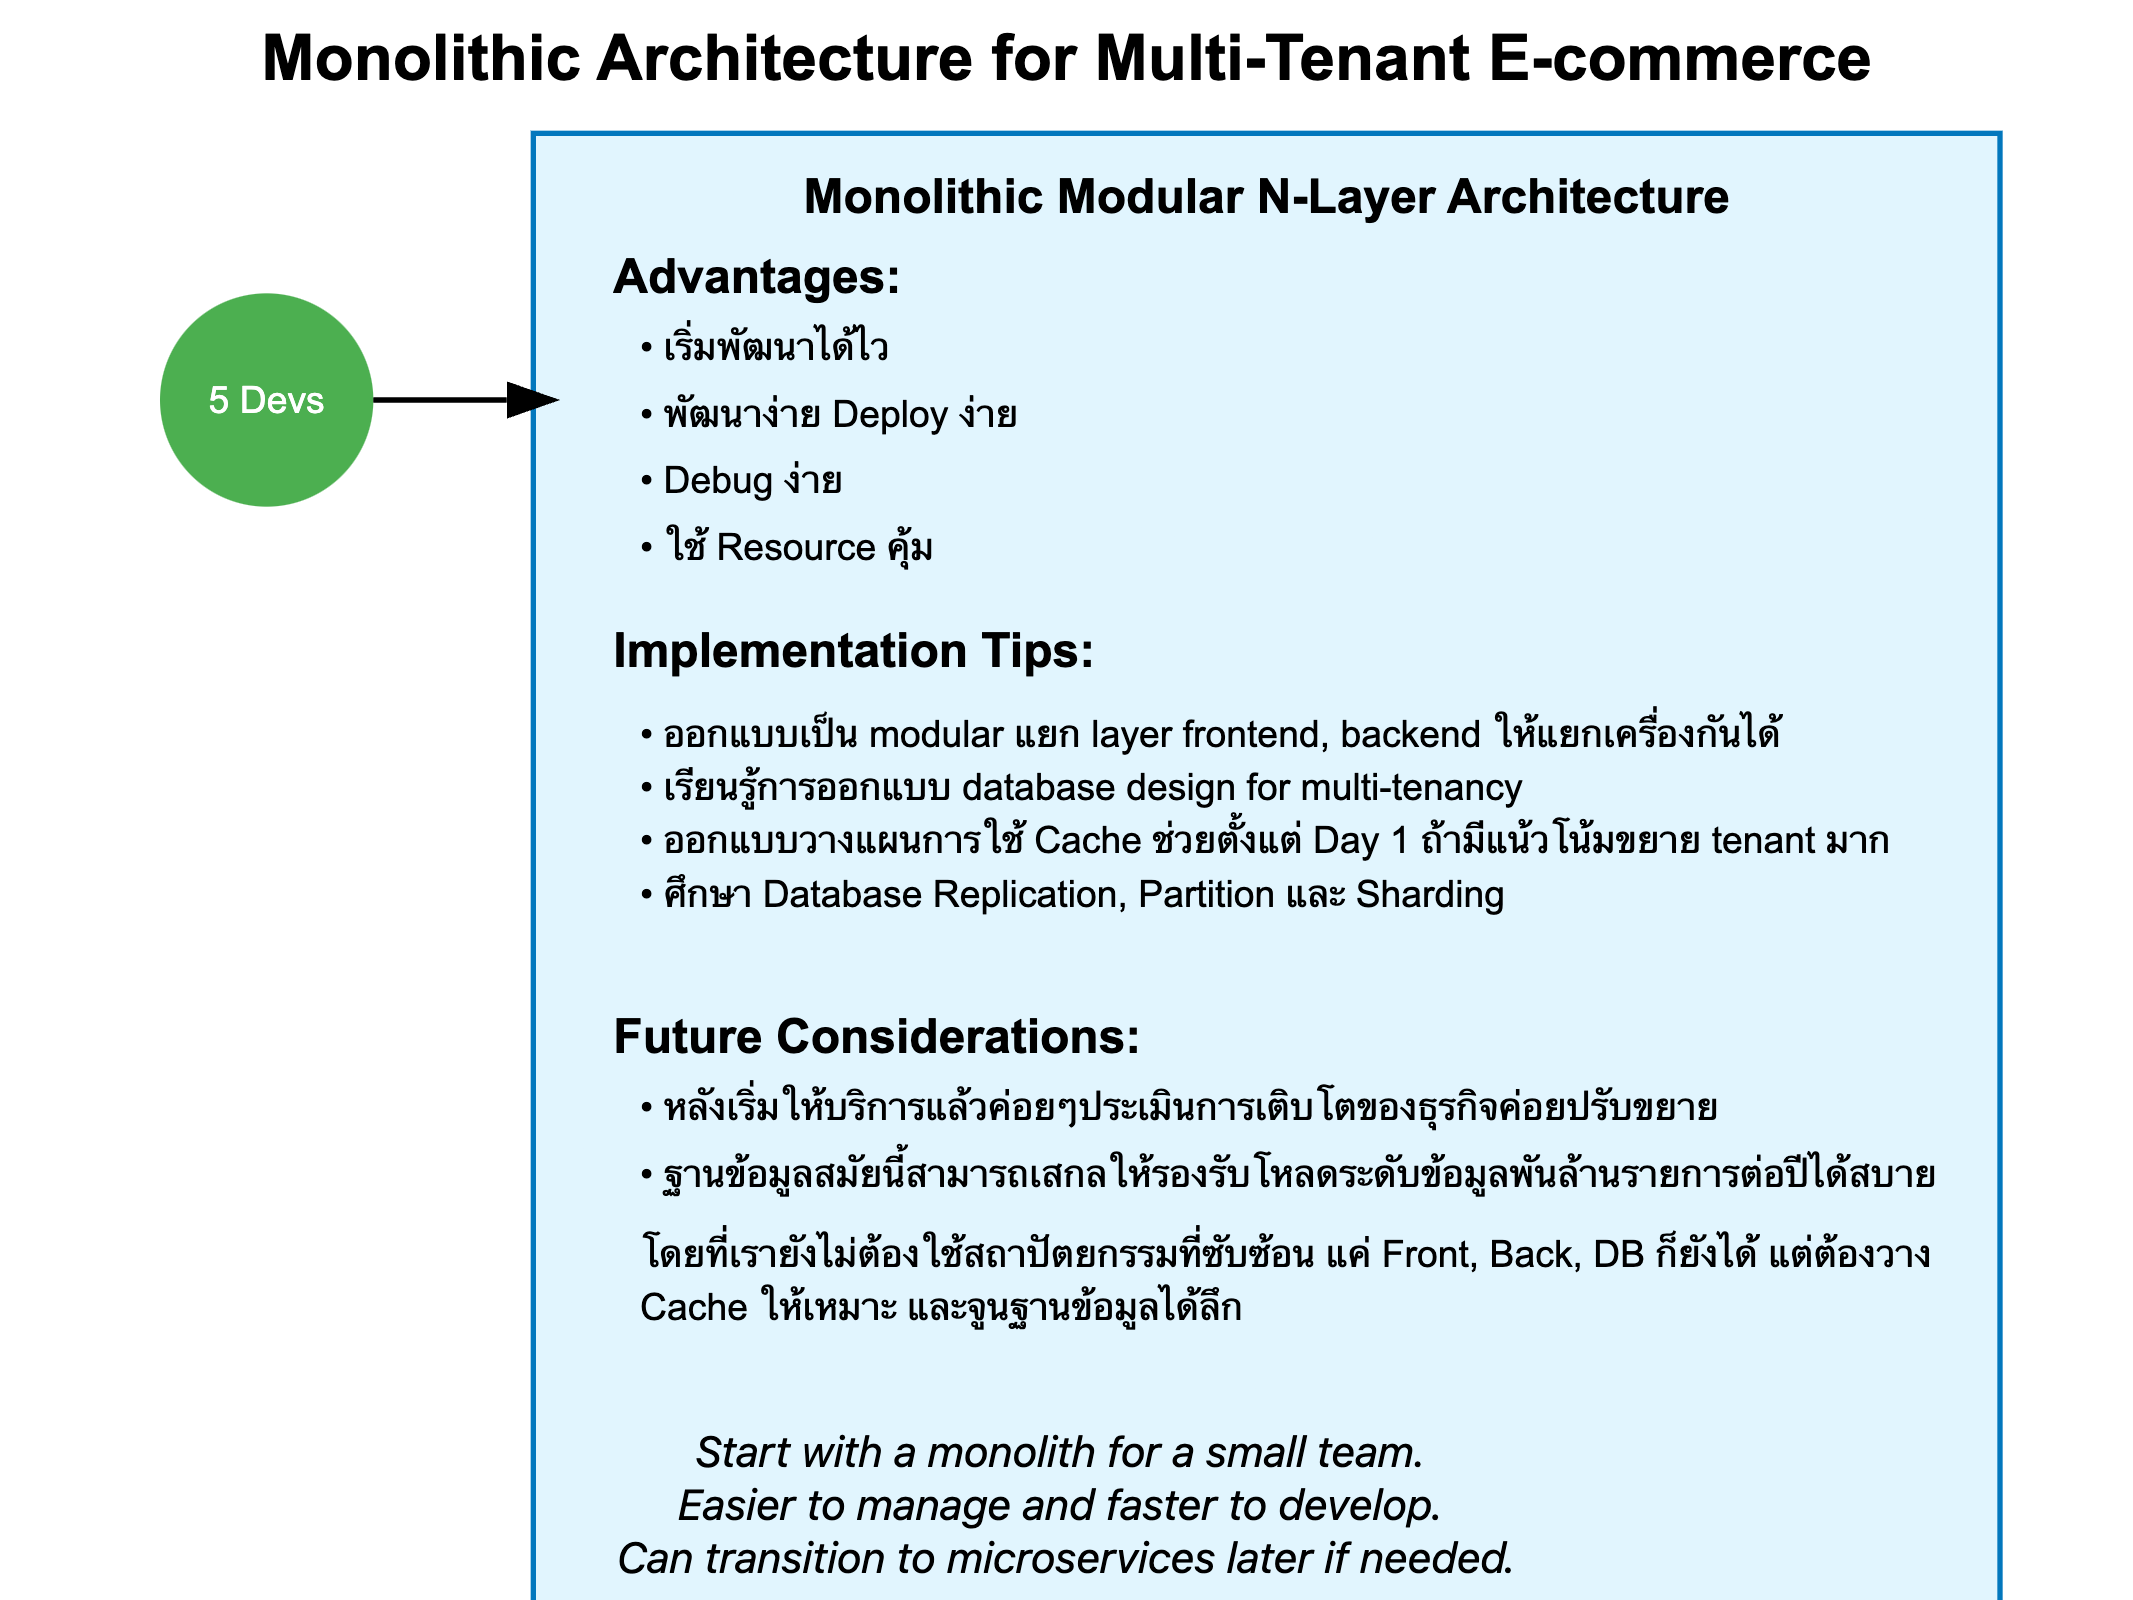 Monolithic Architecture for Multi-Tenant E-commerce
5 Devs
Monolithic Modular N-Layer Architecture
Advantages:
• เริ่มพัฒนาได้ไว
• พัฒนาง่าย Deploy ง่าย
• Debug ง่าย
• ใช้ Resource คุ้ม
Implementation Tips:
• ออกแบบเป็น modular แยก layer frontend, backend ให้แยกเครื่องกันได้
• เรียนรู้การออกแบบ database design for multi-tenancy
• ออกแบบวางแผนการใช้ Cache ช่วยตั้งแต่ Day 1 ถ้ามีแน้วโน้มขยาย tenant มาก
• ศึกษา Database Replication, Partition และ Sharding
Future Considerations:
• หลังเริ่มให้บริการแล้วค่อยๆประเมินการเติบโตของธุรกิจค่อยปรับขยาย
• ฐานข้อมูลสมัยนี้สามารถเสกลให้รองรับโหลดระดับข้อมูลพันล้านรายการต่อปีได้สบาย
โดยที่เรายังไม่ต้องใช้สถาปัตยกรรมที่ซับซ้อน แค่ Front, Back, DB ก็ยังได้ แต่ต้องวาง
Cache ให้เหมาะ และจูนฐานข้อมูลได้ลึก
Start with a monolith for a small team.
Easier to manage and faster to develop.
Can transition to microservices later if needed.